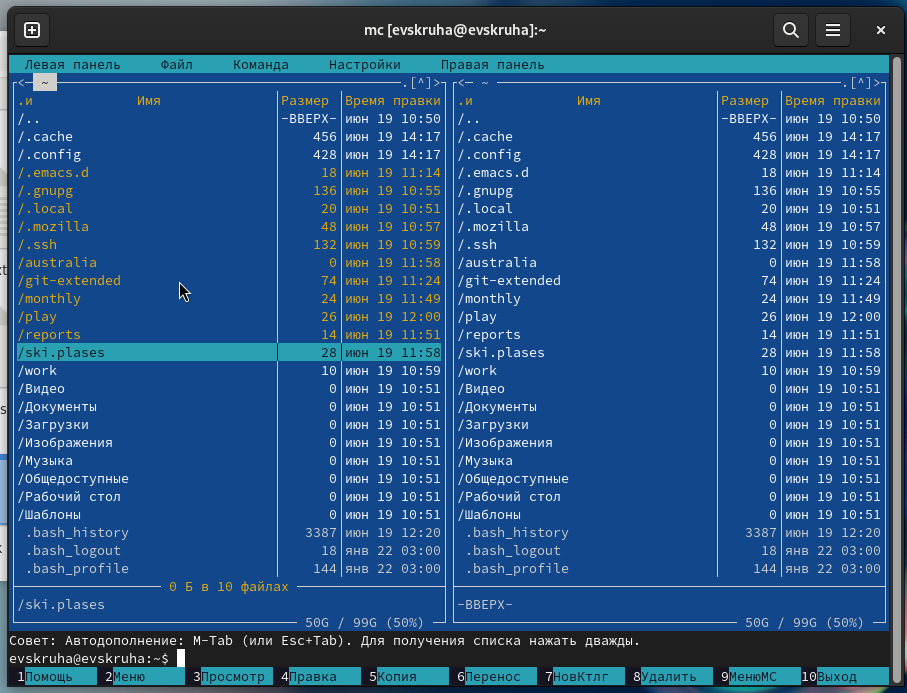 mc [evskruha@evskruha]:~
Левая панель Файл Команда Настройки Правая панель
<─ ~ ─.[^]>
<─ ~ ─.[^]>
.и Имя Размер Время правки
/.. -ВВЕРХ- июн 19 10:50
/.cache 456 июн 19 14:17
/.config 428 июн 19 14:17
/.emacs.d 18 июн 19 11:14
/.gnupg 136 июн 19 10:55
/.local 20 июн 19 10:51
/.mozilla 48 июн 19 10:57
/.ssh 132 июн 19 10:59
/australia 0 июн 19 11:58
/git-extended 74 июн 19 11:24
/monthly 24 июн 19 11:49
/play 26 июн 19 12:00
/reports 14 июн 19 11:51
/ski.plases 28 июн 19 11:58
/work 10 июн 19 10:59
/Видео 0 июн 19 10:51
/Документы 0 июн 19 10:51
/Загрузки 0 июн 19 10:51
/Изображения 0 июн 19 10:51
/Музыка 0 июн 19 10:51
/Общедоступные 0 июн 19 10:51
/Рабочий стол 0 июн 19 10:51
/Шаблоны 0 июн 19 10:51
.bash_history 3387 июн 19 12:20
.bash_logout 18 янв 22 03:00
.bash_profile 144 янв 22 03:00
0 Б в 10 файлах
/ski.plases
50G / 99G (50%)
.и Имя Размер Время правки
/.. -ВВЕРХ- июн 19 10:50
/.cache 456 июн 19 14:17
/.config 428 июн 19 14:17
/.emacs.d 18 июн 19 11:14
/.gnupg 136 июн 19 10:55
/.local 20 июн 19 10:51
/.mozilla 48 июн 19 10:57
/.ssh 132 июн 19 10:59
/australia 0 июн 19 11:58
/git-extended 74 июн 19 11:24
/monthly 24 июн 19 11:49
/play 26 июн 19 12:00
/reports 14 июн 19 11:51
/ski.plases 28 июн 19 11:58
/work 10 июн 19 10:59
/Видео 0 июн 19 10:51
/Документы 0 июн 19 10:51
/Загрузки 0 июн 19 10:51
/Изображения 0 июн 19 10:51
/Музыка 0 июн 19 10:51
/Общедоступные 0 июн 19 10:51
/Рабочий стол 0 июн 19 10:51
/Шаблоны 0 июн 19 10:51
.bash_history 3387 июн 19 12:20
.bash_logout 18 янв 22 03:00
.bash_profile 144 янв 22 03:00
-ВВЕРХ-
50G / 99G (50%)
Совет: Автодополнение: M-Tab (или Esc+Tab). Для получения списка нажать дважды.
evskruha@evskruha:~$
1Помощь 2Меню 3Просмотр 4Правка 5Копия 6Перенос 7НовКтлг 8Удалить 9МенюMC 10Выход